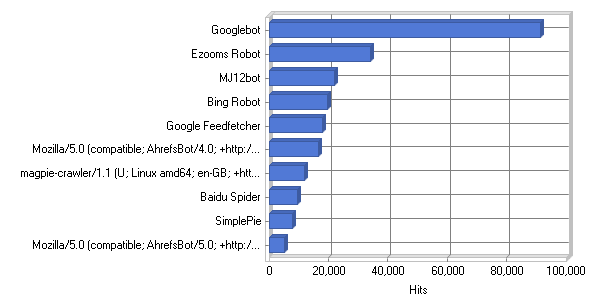 Googlebot
Ezooms Robot
MJ12bot
Bing Robot
Google Feedfetcher
Mozilla/5.0 (compatible; AhrefsBot/4.0; +http:/...
magpie-crawler/1.1 (U; Linux amd64; en-GB; +htt...
Baidu Spider
SimplePie
Mozilla/5.0 (compatible; AhrefsBot/5.0; +http:/...
0 20,000 40,000 60,000 80,000 100,000
Hits